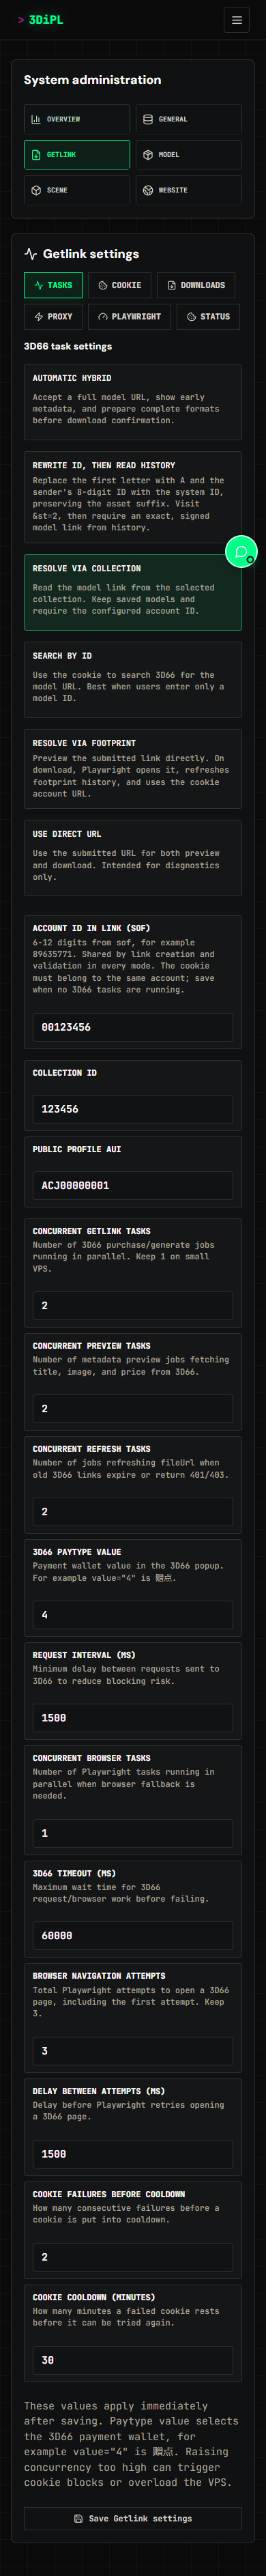 > 3DiPL
System administration
OVERVIEW
GENERAL
GETLINK
MODEL
SCENE
WEBSITE
Getlink settings
TASKS
COOKIE
DOWNLOADS
PROXY
PLAYWRIGHT
STATUS
3D66 task settings
AUTOMATIC HYBRID
Accept a full model URL, show early
metadata, and prepare complete formats
before download confirmation.
REWRITE ID, THEN READ HISTORY
Replace the first letter with A and the
sender's 8-digit ID with the system ID,
preserving the asset suffix. Visit
&st=2, then require an exact, signed
model link from history.
RESOLVE VIA COLLECTION
Read the model link from the selected
collection. Keep saved models and
require the configured account ID.
SEARCH BY ID
Use the cookie to search 3D66 for the
model URL. Best when users enter only a
model ID.
RESOLVE VIA FOOTPRINT
Preview the submitted link directly. On
download, Playwright opens it, refreshes
footprint history, and uses the cookie
account URL.
USE DIRECT URL
Use the submitted URL for both preview
and download. Intended for diagnostics
only.
ACCOUNT ID IN LINK (SOF)
6-12 digits from sof, for example
89635771. Shared by link creation and
validation in every mode. The cookie
must belong to the same account; save
when no 3D66 tasks are running.
00123456
COLLECTION ID
123456
PUBLIC PROFILE AUI
ACJ00000001
CONCURRENT GETLINK TASKS
Number of 3D66 purchase/generate jobs
running in parallel. Keep 1 on small
VPS.
2
CONCURRENT PREVIEW TASKS
Number of metadata preview jobs fetching
title, image, and price from 3D66.
2
CONCURRENT REFRESH TASKS
Number of jobs refreshing fileUrl when
old 3D66 links expire or return 401/403.
2
3D66 PAYTYPE VALUE
Payment wallet value in the 3D66 popup.
For example value="4" is 赠点.
4
REQUEST INTERVAL (MS)
Minimum delay between requests sent to
3D66 to reduce blocking risk.
1500
CONCURRENT BROWSER TASKS
Number of Playwright tasks running in
parallel when browser fallback is
needed.
1
3D66 TIMEOUT (MS)
Maximum wait time for 3D66
request/browser work before failing.
60000
BROWSER NAVIGATION ATTEMPTS
Total Playwright attempts to open a 3D66
page, including the first attempt. Keep
3.
3
DELAY BETWEEN ATTEMPTS (MS)
Delay before Playwright retries opening
a 3D66 page.
1500
COOKIE FAILURES BEFORE COOLDOWN
How many consecutive failures before a
cookie is put into cooldown.
2
COOKIE COOLDOWN (MINUTES)
How many minutes a failed cookie rests
before it can be tried again.
30
These values apply immediately
after saving. Paytype value selects
the 3D66 payment wallet, for
example value="4" is 赠点. Raising
concurrency too high can trigger
cookie blocks or overload the VPS.
Save Getlink settings